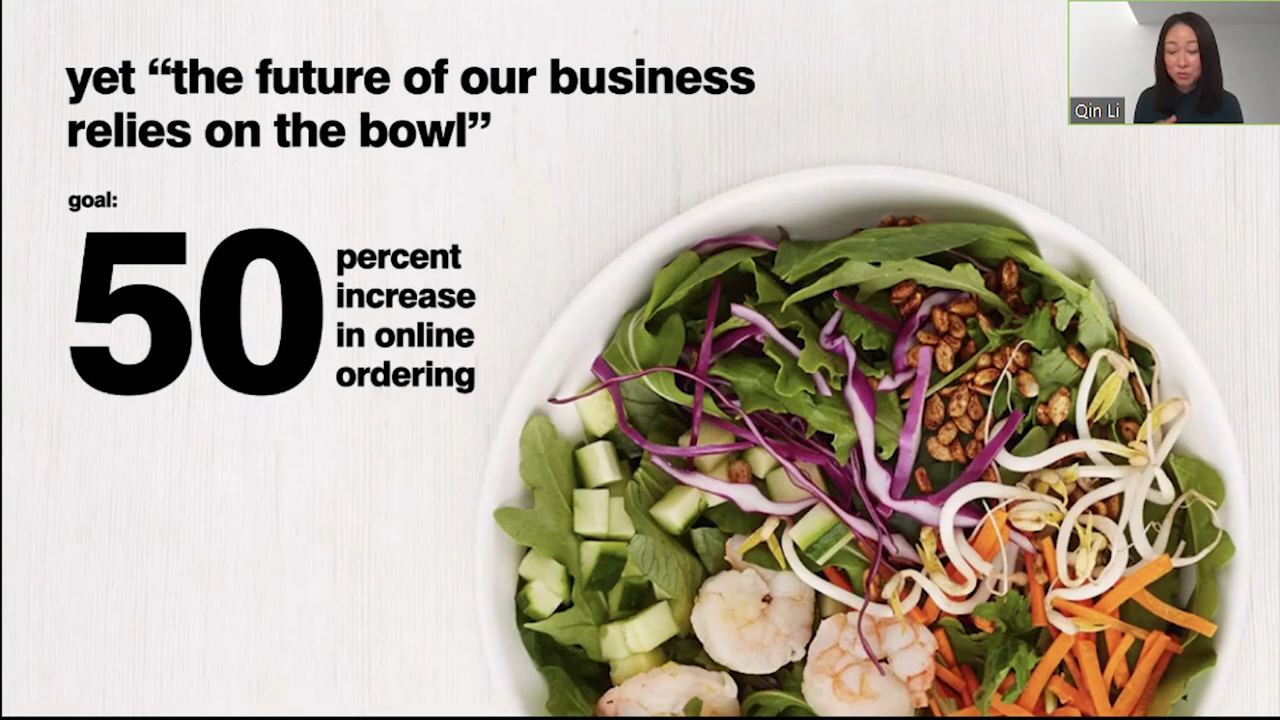 yet “the future of our business
relies on the bowl”
goal:
50
percent
increase
in online
ordering
Qin Li